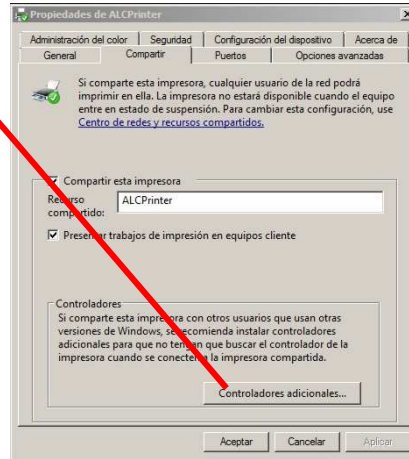 Propiedades de ALCPrinter
Administración del color Seguridad Configuración del dispositivo Acerca de
General Compartir Puertos Opciones avanzadas
Si comparte esta impresora, cualquier usuario de la red podrá
imprimir en ella. La impresora no estará disponible cuando el equipo
entre en estado de suspensión. Para cambiar esta configuración, use
Centro de redes y recursos compartidos.
Compartir esta impresora
Recurso
compartido:
ALCPrinter
Presentar trabajos de impresión en equipos cliente
Controladores
Si comparte esta impresora con otros usuarios que usan otras
versiones de Windows, se recomienda instalar controladores
adicionales para que no tengan que buscar el controlador de la
impresora cuando se conecten a la impresora compartida.
Controladores adicionales...
Aceptar Cancelar Aplicar